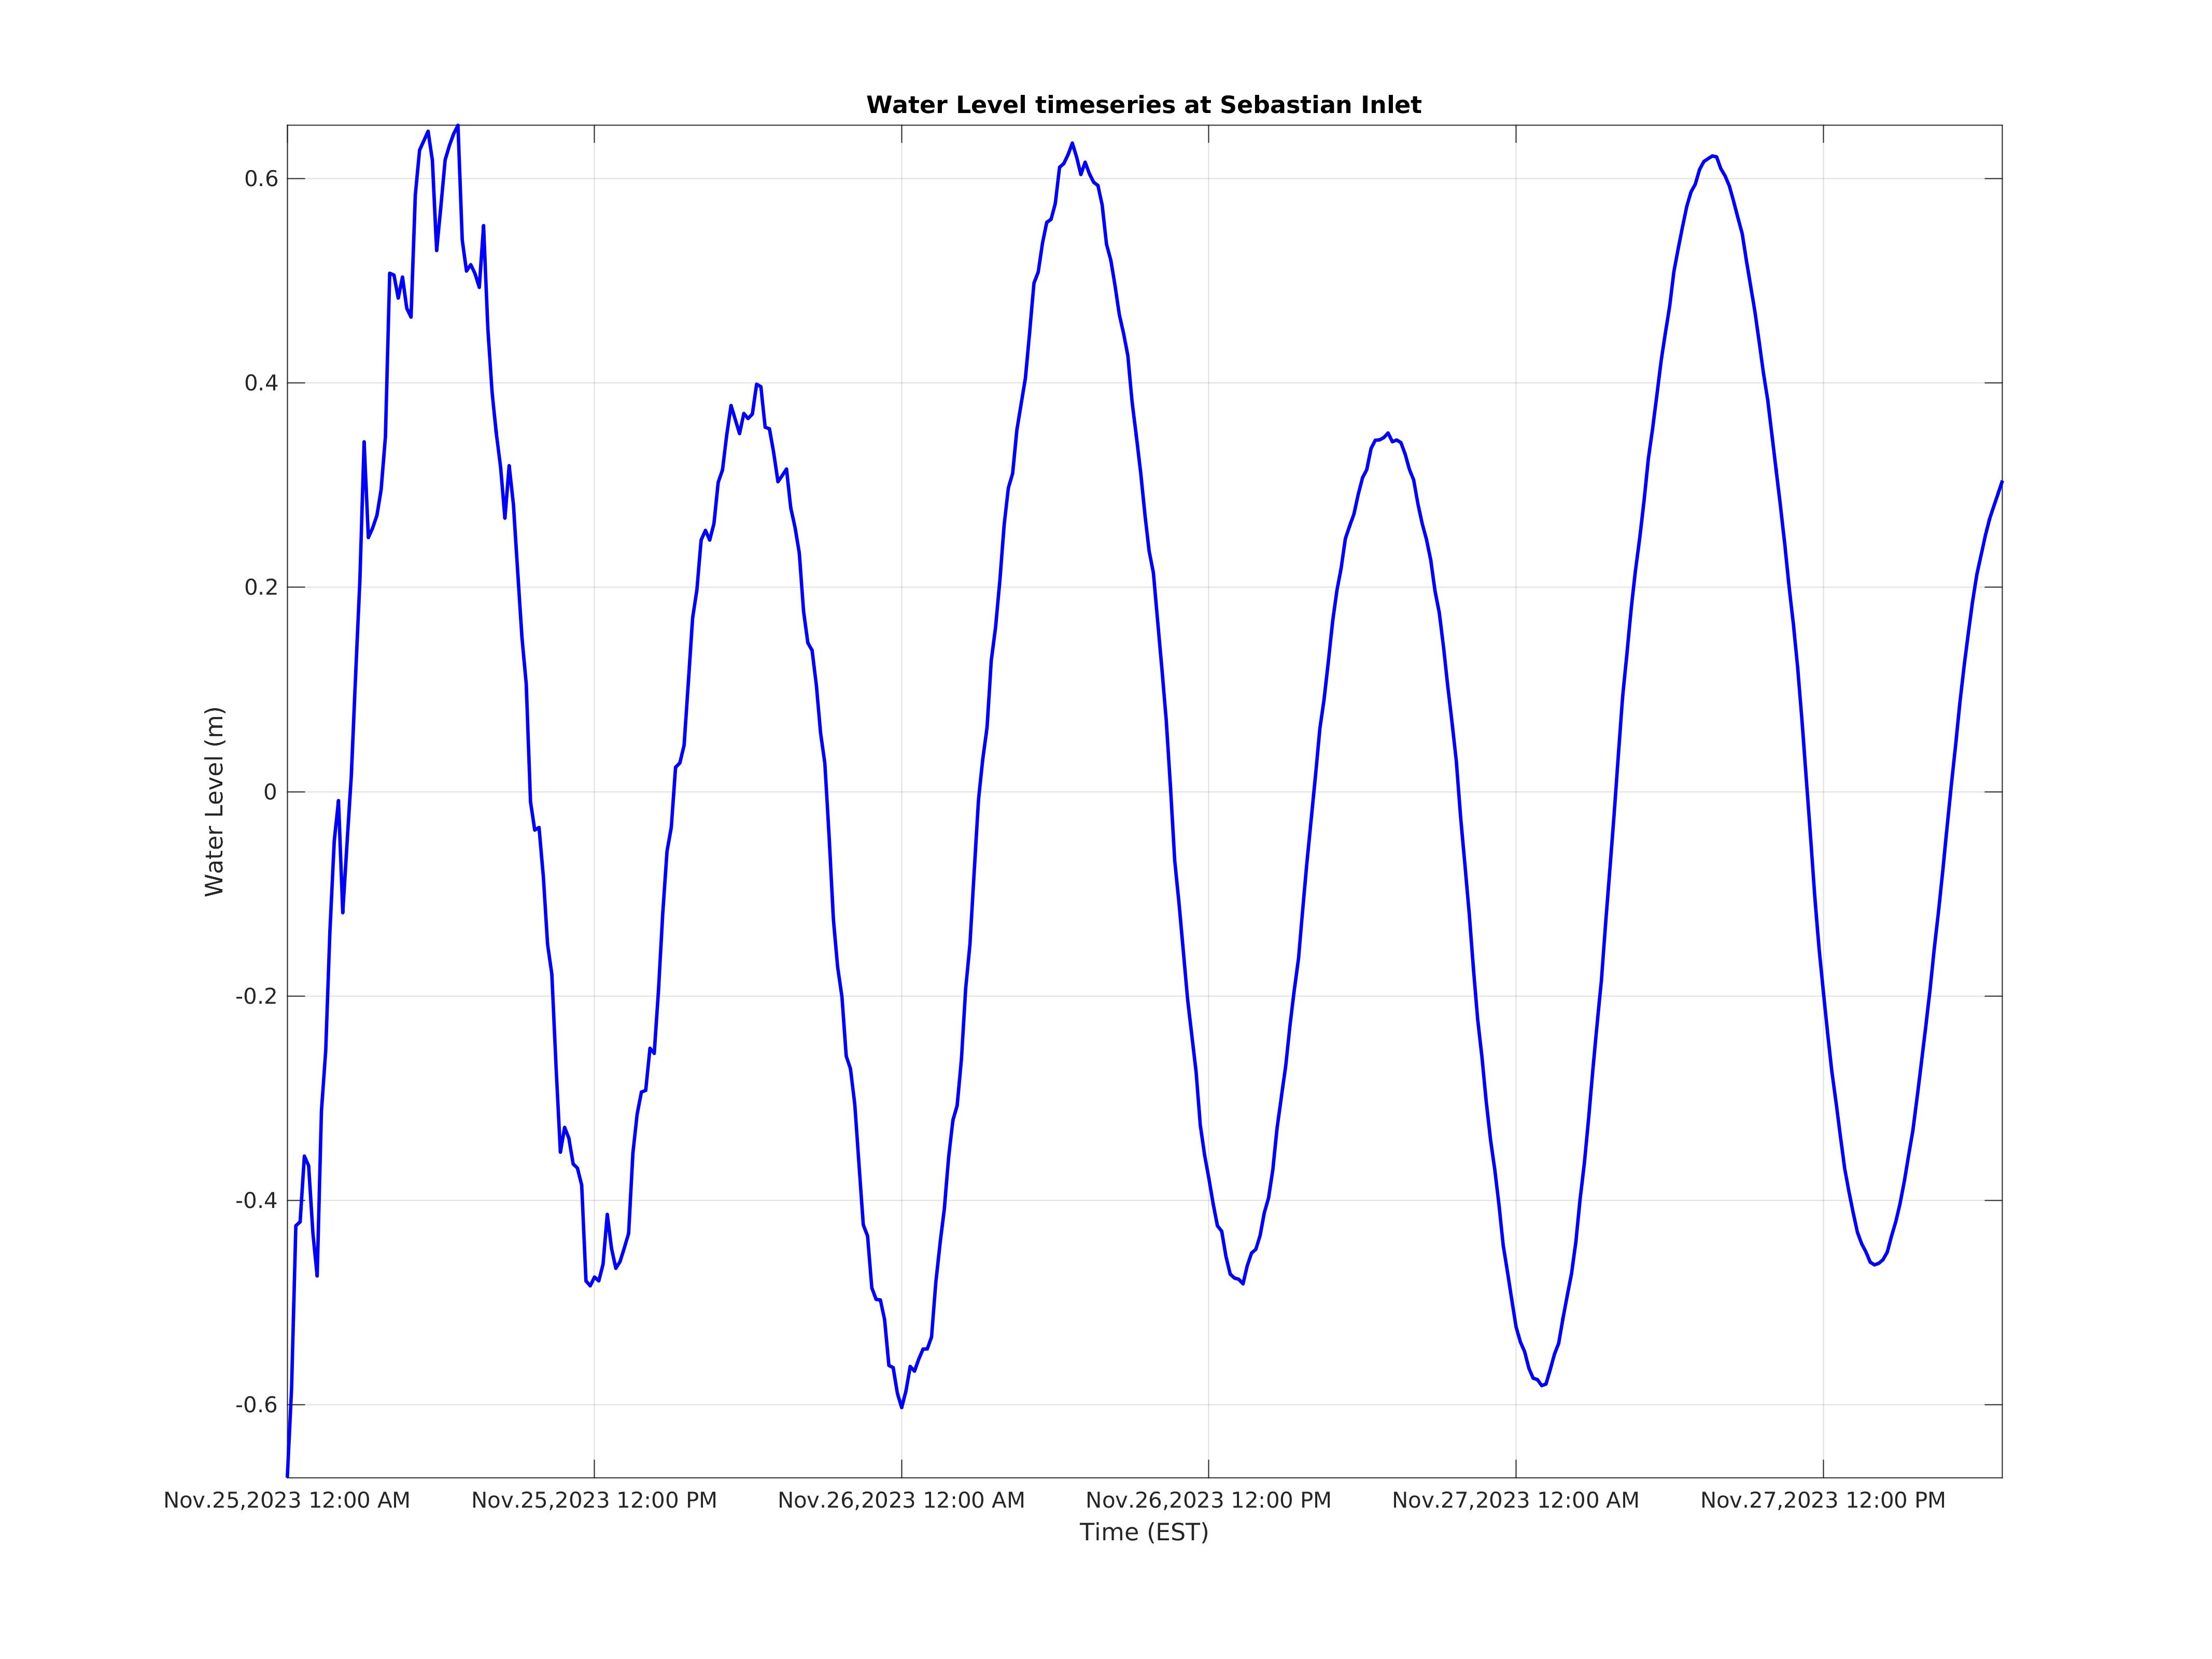 Water Level timeseries at Sebastian Inlet
0.6
0.4
0.2
0
-0.2
-0.4
-0.6
Water Level (m)
Nov.25,2023 12:00 AM
Nov.25,2023 12:00 PM
Nov.26,2023 12:00 AM
Nov.26,2023 12:00 PM
Nov.27,2023 12:00 AM
Nov.27,2023 12:00 PM
Time (EST)